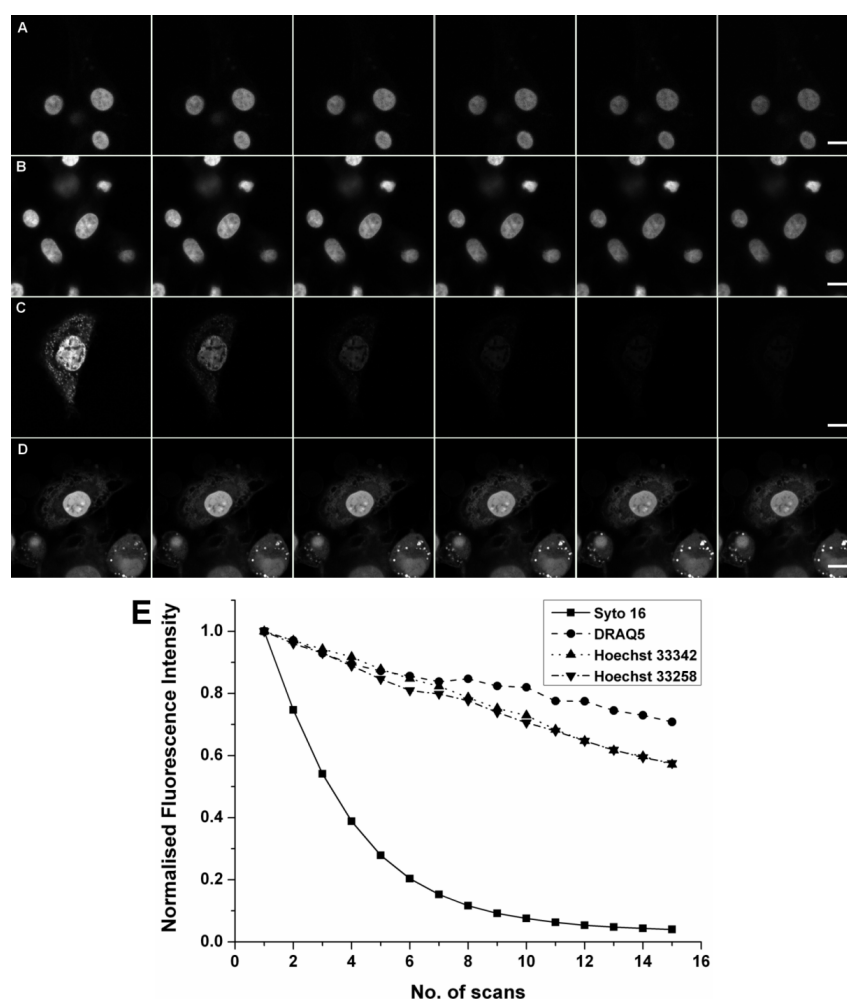 A
B
C
D
E
Syto 16
DRAQ5
Hoechst 33342
Hoechst 33258
Normalised Fluorescence Intensity
1.0
0.8
0.6
0.4
0.2
0.0
0 2 4 6 8 10 12 14 16
No. of scans